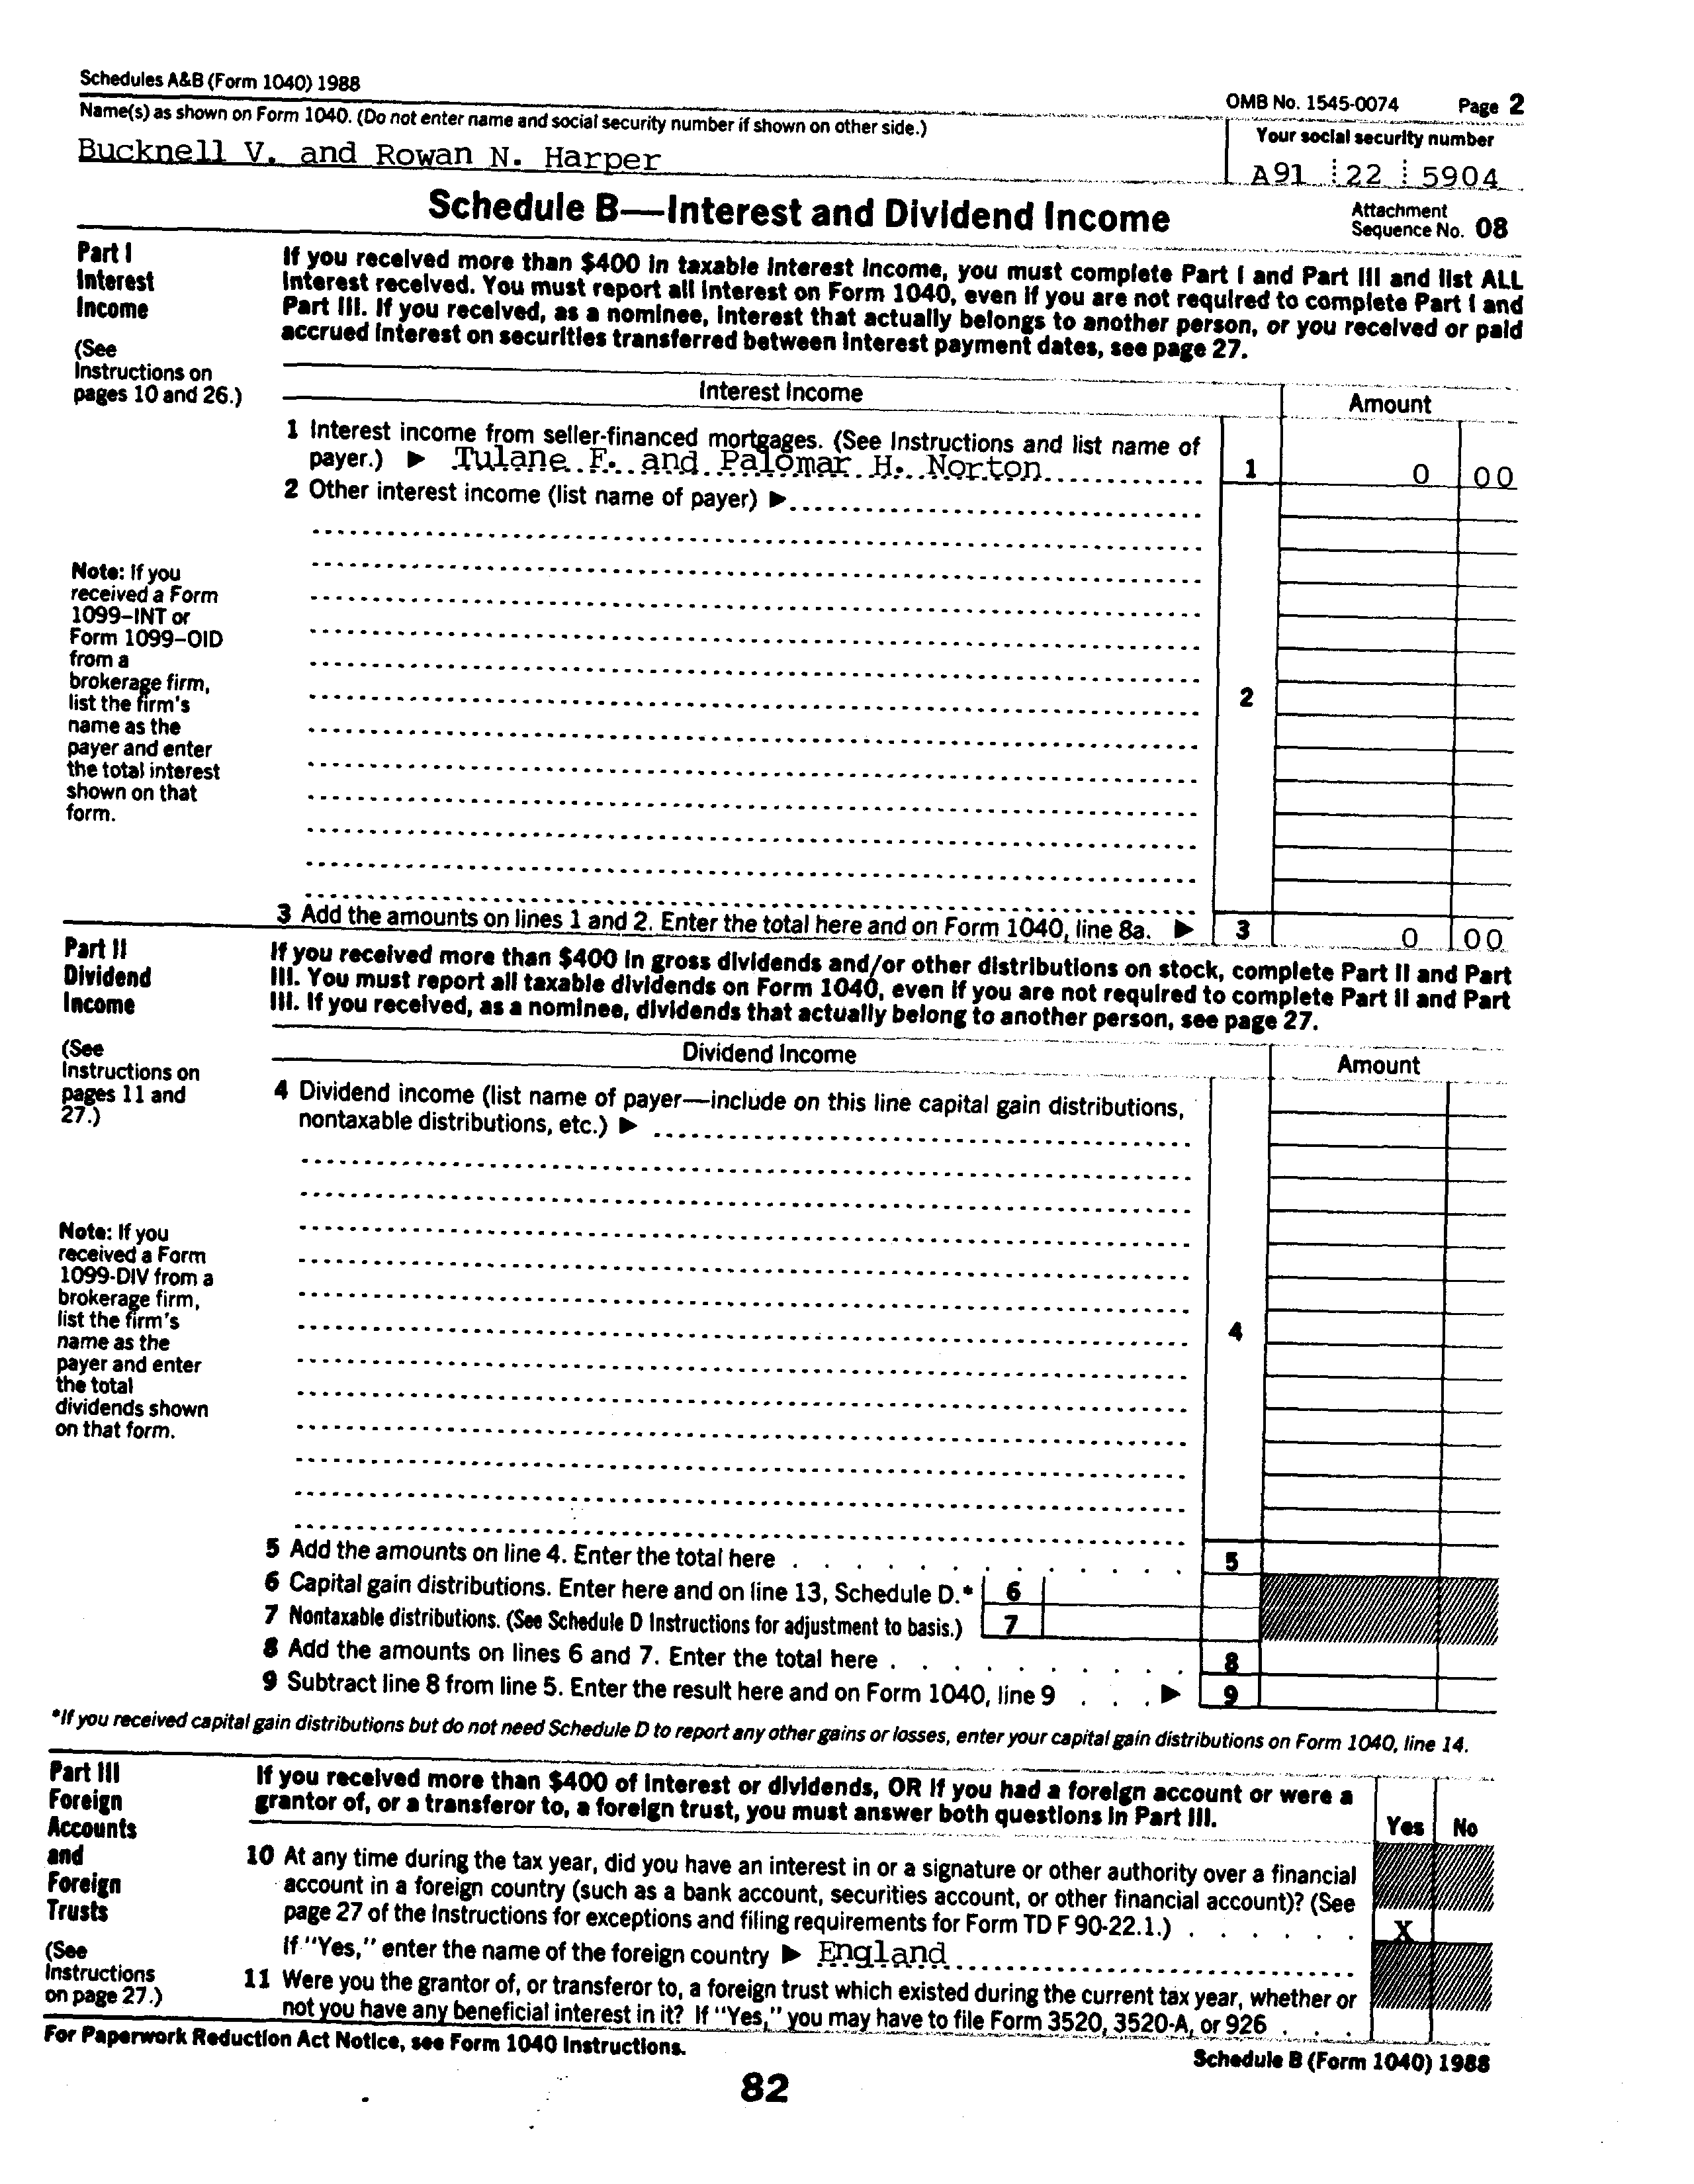 Schedules A&B (Form 1040) 1988
OMB No. 1545-0074 Page 2
Name(s) as shown on Form 1040. (Do not enter name and social security number if shown on other side.)
Your social security number
Bucknell V. and Rowan N. Harper
A91 22 5904
Schedule B—Interest and Dividend Income
Attachment
Sequence No. 08
Part I
Interest
Income
(See
Instructions on
pages 10 and 26.)
If you received more than $400 in taxable interest income, you must complete Part I and Part III and list ALL
interest received. You must report all interest on Form 1040, even if you are not required to complete Part I and
Part III. If you received, as a nominee, interest that actually belongs to another person, or you received or paid
accrued interest on securities transferred between interest payment dates, see page 27.
Interest Income
Amount
1 Interest income from seller-financed mortgages. (See Instructions and list name of
payer.) ▶ Tulane F. and Palomar H. Norton
1 0 00
2 Other interest income (list name of payer) ▶
Note: If you
received a Form
1099–INT or
Form 1099–OID
from a
brokerage firm,
list the firm's
name as the
payer and enter
the total interest
shown on that
form.
2
3 Add the amounts on lines 1 and 2. Enter the total here and on Form 1040, line 8a. ▶ 3 0 00
Part II
Dividend
Income
(See
Instructions on
pages 11 and
27.)
If you received more than $400 in gross dividends and/or other distributions on stock, complete Part II and Part
III. You must report all taxable dividends on Form 1040, even if you are not required to complete Part II and Part
III. If you received, as a nominee, dividends that actually belong to another person, see page 27.
Dividend Income
Amount
4 Dividend income (list name of payer—include on this line capital gain distributions,
nontaxable distributions, etc.) ▶
Note: If you
received a Form
1099-DIV from a
brokerage firm,
list the firm's
name as the
payer and enter
the total
dividends shown
on that form.
4
5 Add the amounts on line 4. Enter the total here . . . . . . . . . . 5
6 Capital gain distributions. Enter here and on line 13, Schedule D.* 6
7 Nontaxable distributions. (See Schedule D Instructions for adjustment to basis.) 7
8 Add the amounts on lines 6 and 7. Enter the total here . . . . . . . . . 8
9 Subtract line 8 from line 5. Enter the result here and on Form 1040, line 9 . . . ▶ 9
*If you received capital gain distributions but do not need Schedule D to report any other gains or losses, enter your capital gain distributions on Form 1040, line 14.
Part III
Foreign
Accounts
and
Foreign
Trusts
(See
Instructions
on page 27.)
If you received more than $400 of interest or dividends, OR if you had a foreign account or were a
grantor of, or a transferor to, a foreign trust, you must answer both questions in Part III.
Yes No
10 At any time during the tax year, did you have an interest in or a signature or other authority over a financial
account in a foreign country (such as a bank account, securities account, or other financial account)? (See
page 27 of the Instructions for exceptions and filing requirements for Form TD F 90-22.1.) . . . . . . X
If "Yes," enter the name of the foreign country ▶ England
11 Were you the grantor of, or transferor to, a foreign trust which existed during the current tax year, whether or
not you have any beneficial interest in it? If "Yes," you may have to file Form 3520, 3520-A, or 926 . . .
For Paperwork Reduction Act Notice, see Form 1040 Instructions.
Schedule B (Form 1040) 1988
82